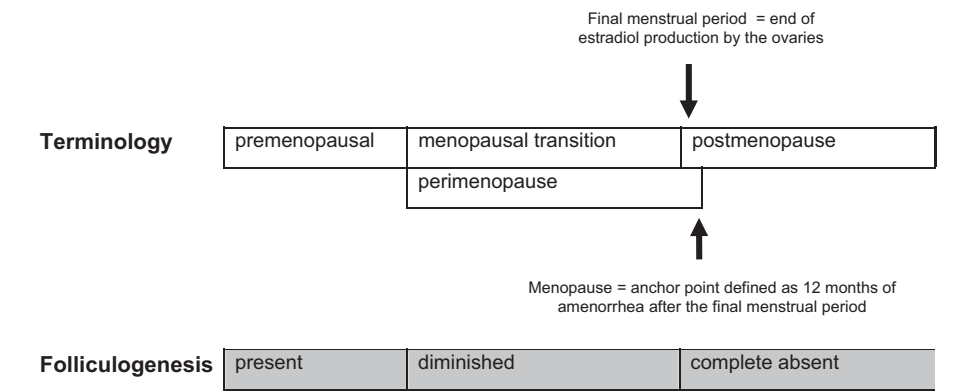 Final menstrual period = end of
estradiol production by the ovaries
Terminology
premenopausal
menopausal transition
postmenopause
perimenopause
Menopause = anchor point defined as 12 months of
amenorrhea after the final menstrual period
Folliculogenesis
present
diminished
complete absent